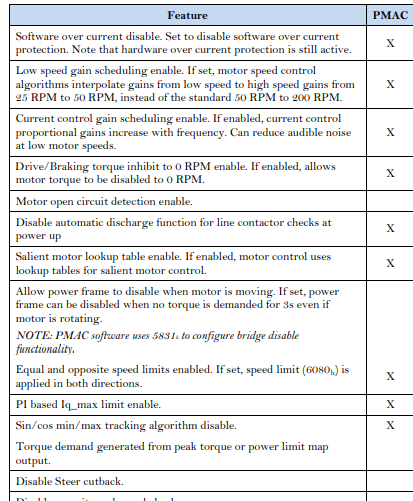 Feature PMAC
Software over current disable. Set to disable software over current
protection. Note that hardware over current protection is still active. X
Low speed gain scheduling enable. If set, motor speed control
algorithms interpolate gains from low speed to high speed gains from X
25 RPM to 50 RPM, instead of the standard 50 RPM to 200 RPM.
Current control gain scheduling enable. If enabled, current control
proportional gains increase with frequency. Can reduce audible noise X
at low motor speeds.
Drive/Braking torque inhibit to 0 RPM enable. If enabled, allows
motor torque to be disabled to 0 RPM. X
Motor open circuit detection enable.
Disable automatic discharge function for line contactor checks at
power up X
Salient motor lookup table enable. If enabled, motor control uses
lookup tables for salient motor control. X
Allow power frame to disable when motor is moving. If set, power
frame can be disabled when no torque is demanded for 3s even if
motor is rotating.
NOTE: PMAC software uses 5831h to configure bridge disable
functionality.
Equal and opposite speed limits enabled. If set, speed limit (6080h) is
applied in both directions. X
PI based Iq_max limit enable. X
Sin/cos min/max tracking algorithm disable. X
Torque demand generated from peak torque or power limit map
output.
Disable Steer cutback.